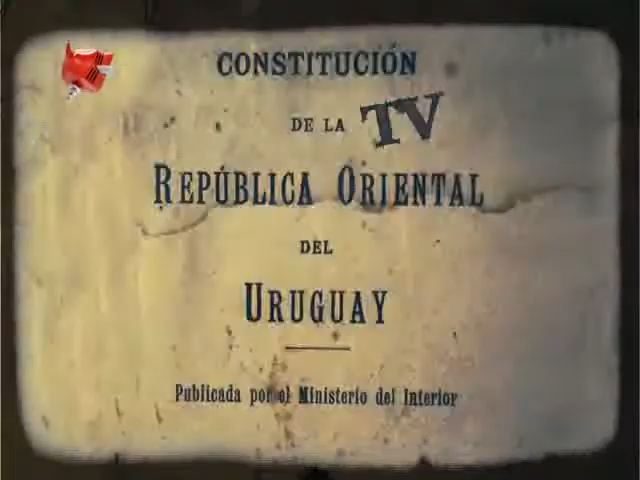 CONSTITUCIÓN
DE LA TV
REPÚBLICA ORIENTAL
DEL
URUGUAY
Publicada por el Ministerio del Interior